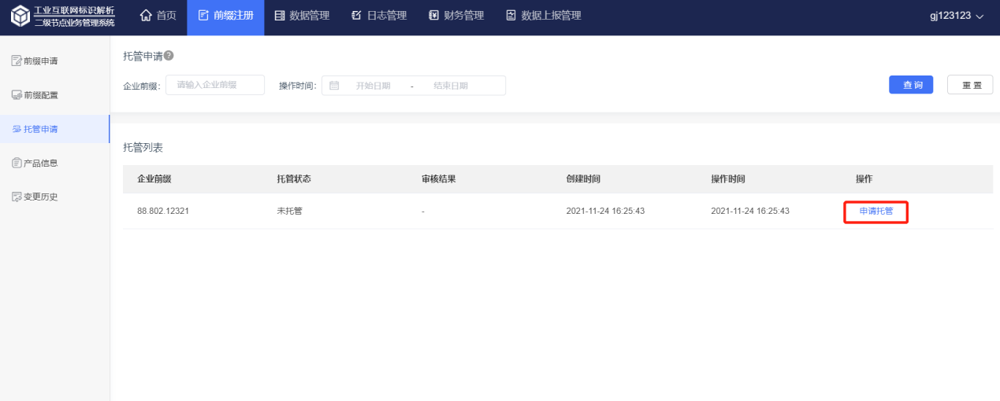 工业互联网标识解析
二级节点业务管理系统
首页
前缀注册
数据管理
日志管理
财务管理
数据上报管理
gj123123
前缀申请
前缀配置
托管申请
产品信息
变更历史
托管申请?
企业前缀: 请输入企业前缀 操作时间: 开始日期 - 结束日期 查询 重置
托管列表
企业前缀 托管状态 审核结果 创建时间 操作时间 操作
88.802.12321 未托管 - 2021-11-24 16:25:43 2021-11-24 16:25:43 申请托管